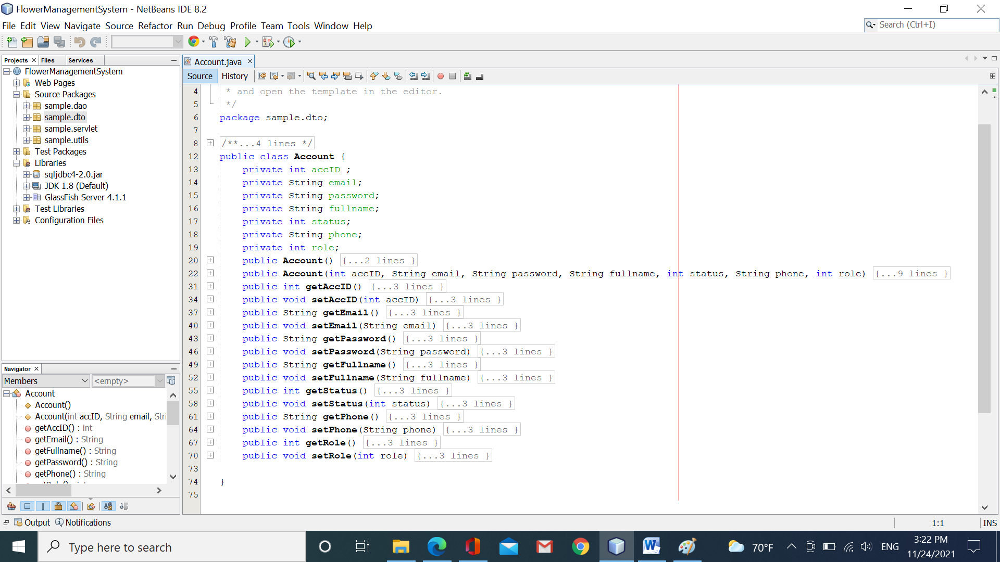 FlowerManagementSystem - NetBeans IDE 8.2
File Edit View Navigate Source Refactor Run Debug Profile Team Tools Window Help
Search (Ctrl+I)
Projects Files Services
FlowerManagementSystem
Web Pages
Source Packages
sample.dao
sample.dto
sample.servlet
sample.utils
Test Packages
Libraries
sqljdbc4-2.0.jar
JDK 1.8 (Default)
GlassFish Server 4.1.1
Test Libraries
Configuration Files
Navigator
Members <empty>
Account
Account()
Account(int accID, String email, Stri
getAccID() : int
getEmail() : String
getFullname() : String
getPassword() : String
getPhone() : String
Account.java
Source History
4 * and open the template in the editor.
5 */
6 package sample.dto;
7
8 /**...4 lines */
12 public class Account {
13 private int accID ;
14 private String email;
15 private String password;
16 private String fullname;
17 private int status;
18 private String phone;
19 private int role;
20 public Account() {...2 lines }
22 public Account(int accID, String email, String password, String fullname, int status, String phone, int role) {...9 lines }
31 public int getAccID() {...3 lines }
34 public void setAccID(int accID) {...3 lines }
37 public String getEmail() {...3 lines }
40 public void setEmail(String email) {...3 lines }
43 public String getPassword() {...3 lines }
46 public void setPassword(String password) {...3 lines }
49 public String getFullname() {...3 lines }
52 public void setFullname(String fullname) {...3 lines }
55 public int getStatus() {...3 lines }
58 public void setStatus(int status) {...3 lines }
61 public String getPhone() {...3 lines }
64 public void setPhone(String phone) {...3 lines }
67 public int getRole() {...3 lines }
70 public void setRole(int role) {...3 lines }
73
74 }
75
Output Notifications
1:1 INS
Type here to search
70°F ENG
3:22 PM
11/24/2021